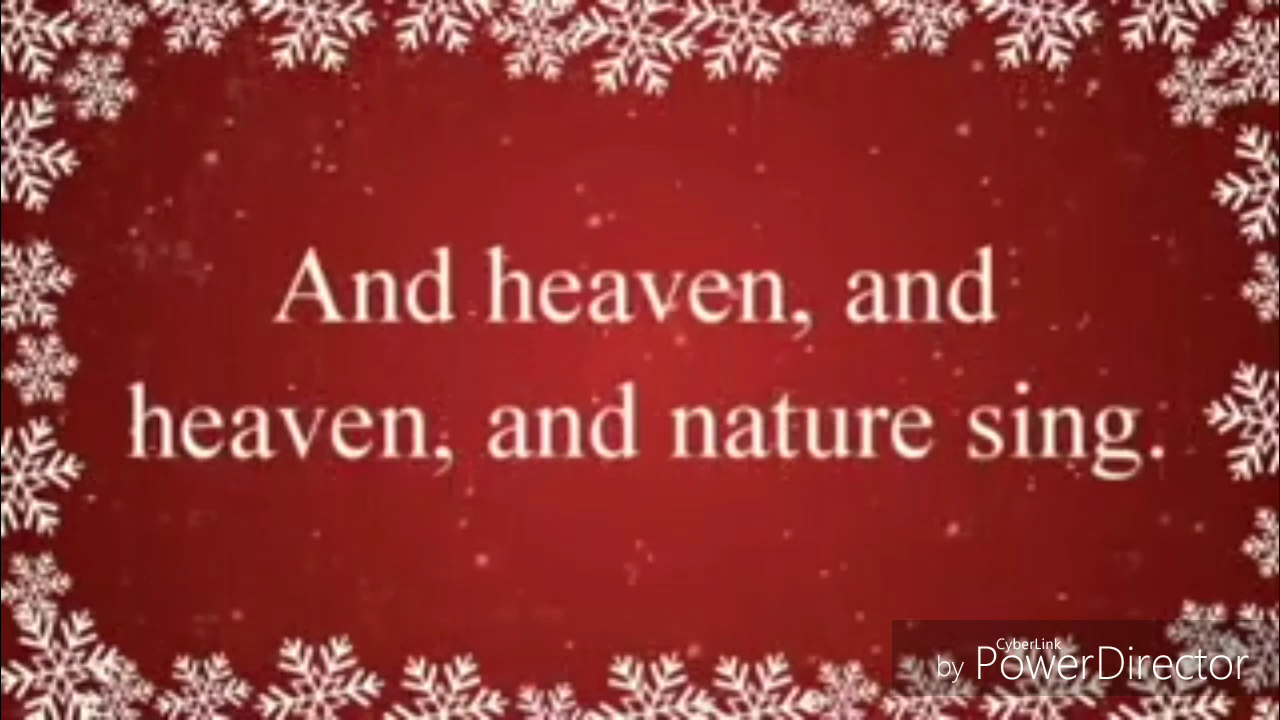 And heaven, and
heaven, and nature sing.
CyberLink
by PowerDirector